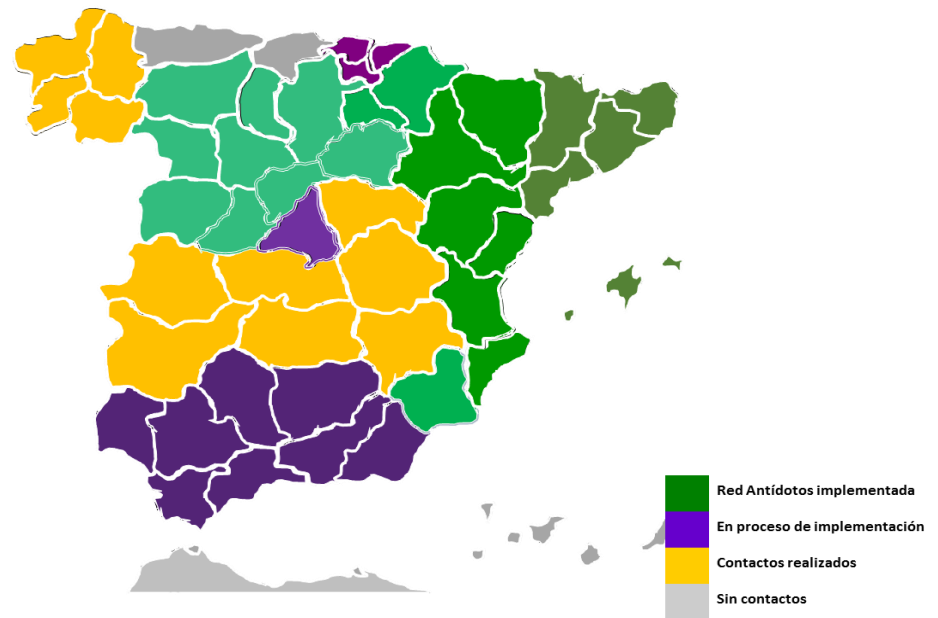 Red Antídotos implementada
En proceso de implementación
Contactos realizados
Sin contactos